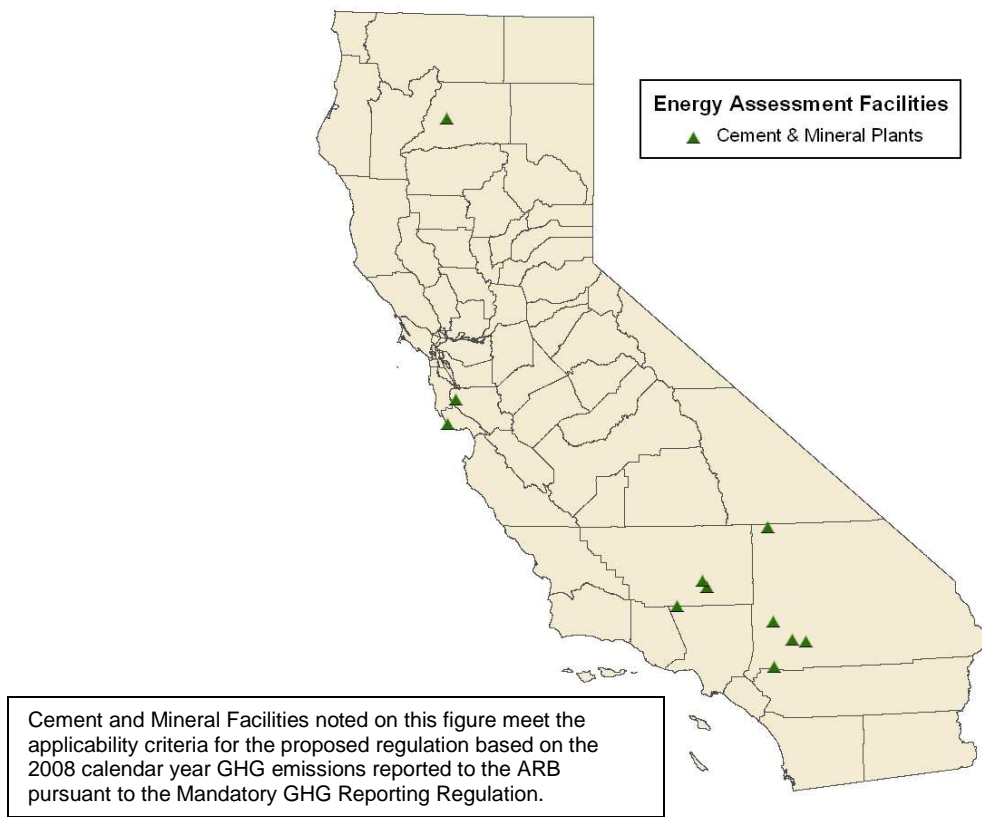 Energy Assessment Facilities
Cement & Mineral Plants
Cement and Mineral Facilities noted on this figure meet the
applicability criteria for the proposed regulation based on the
2008 calendar year GHG emissions reported to the ARB
pursuant to the Mandatory GHG Reporting Regulation.